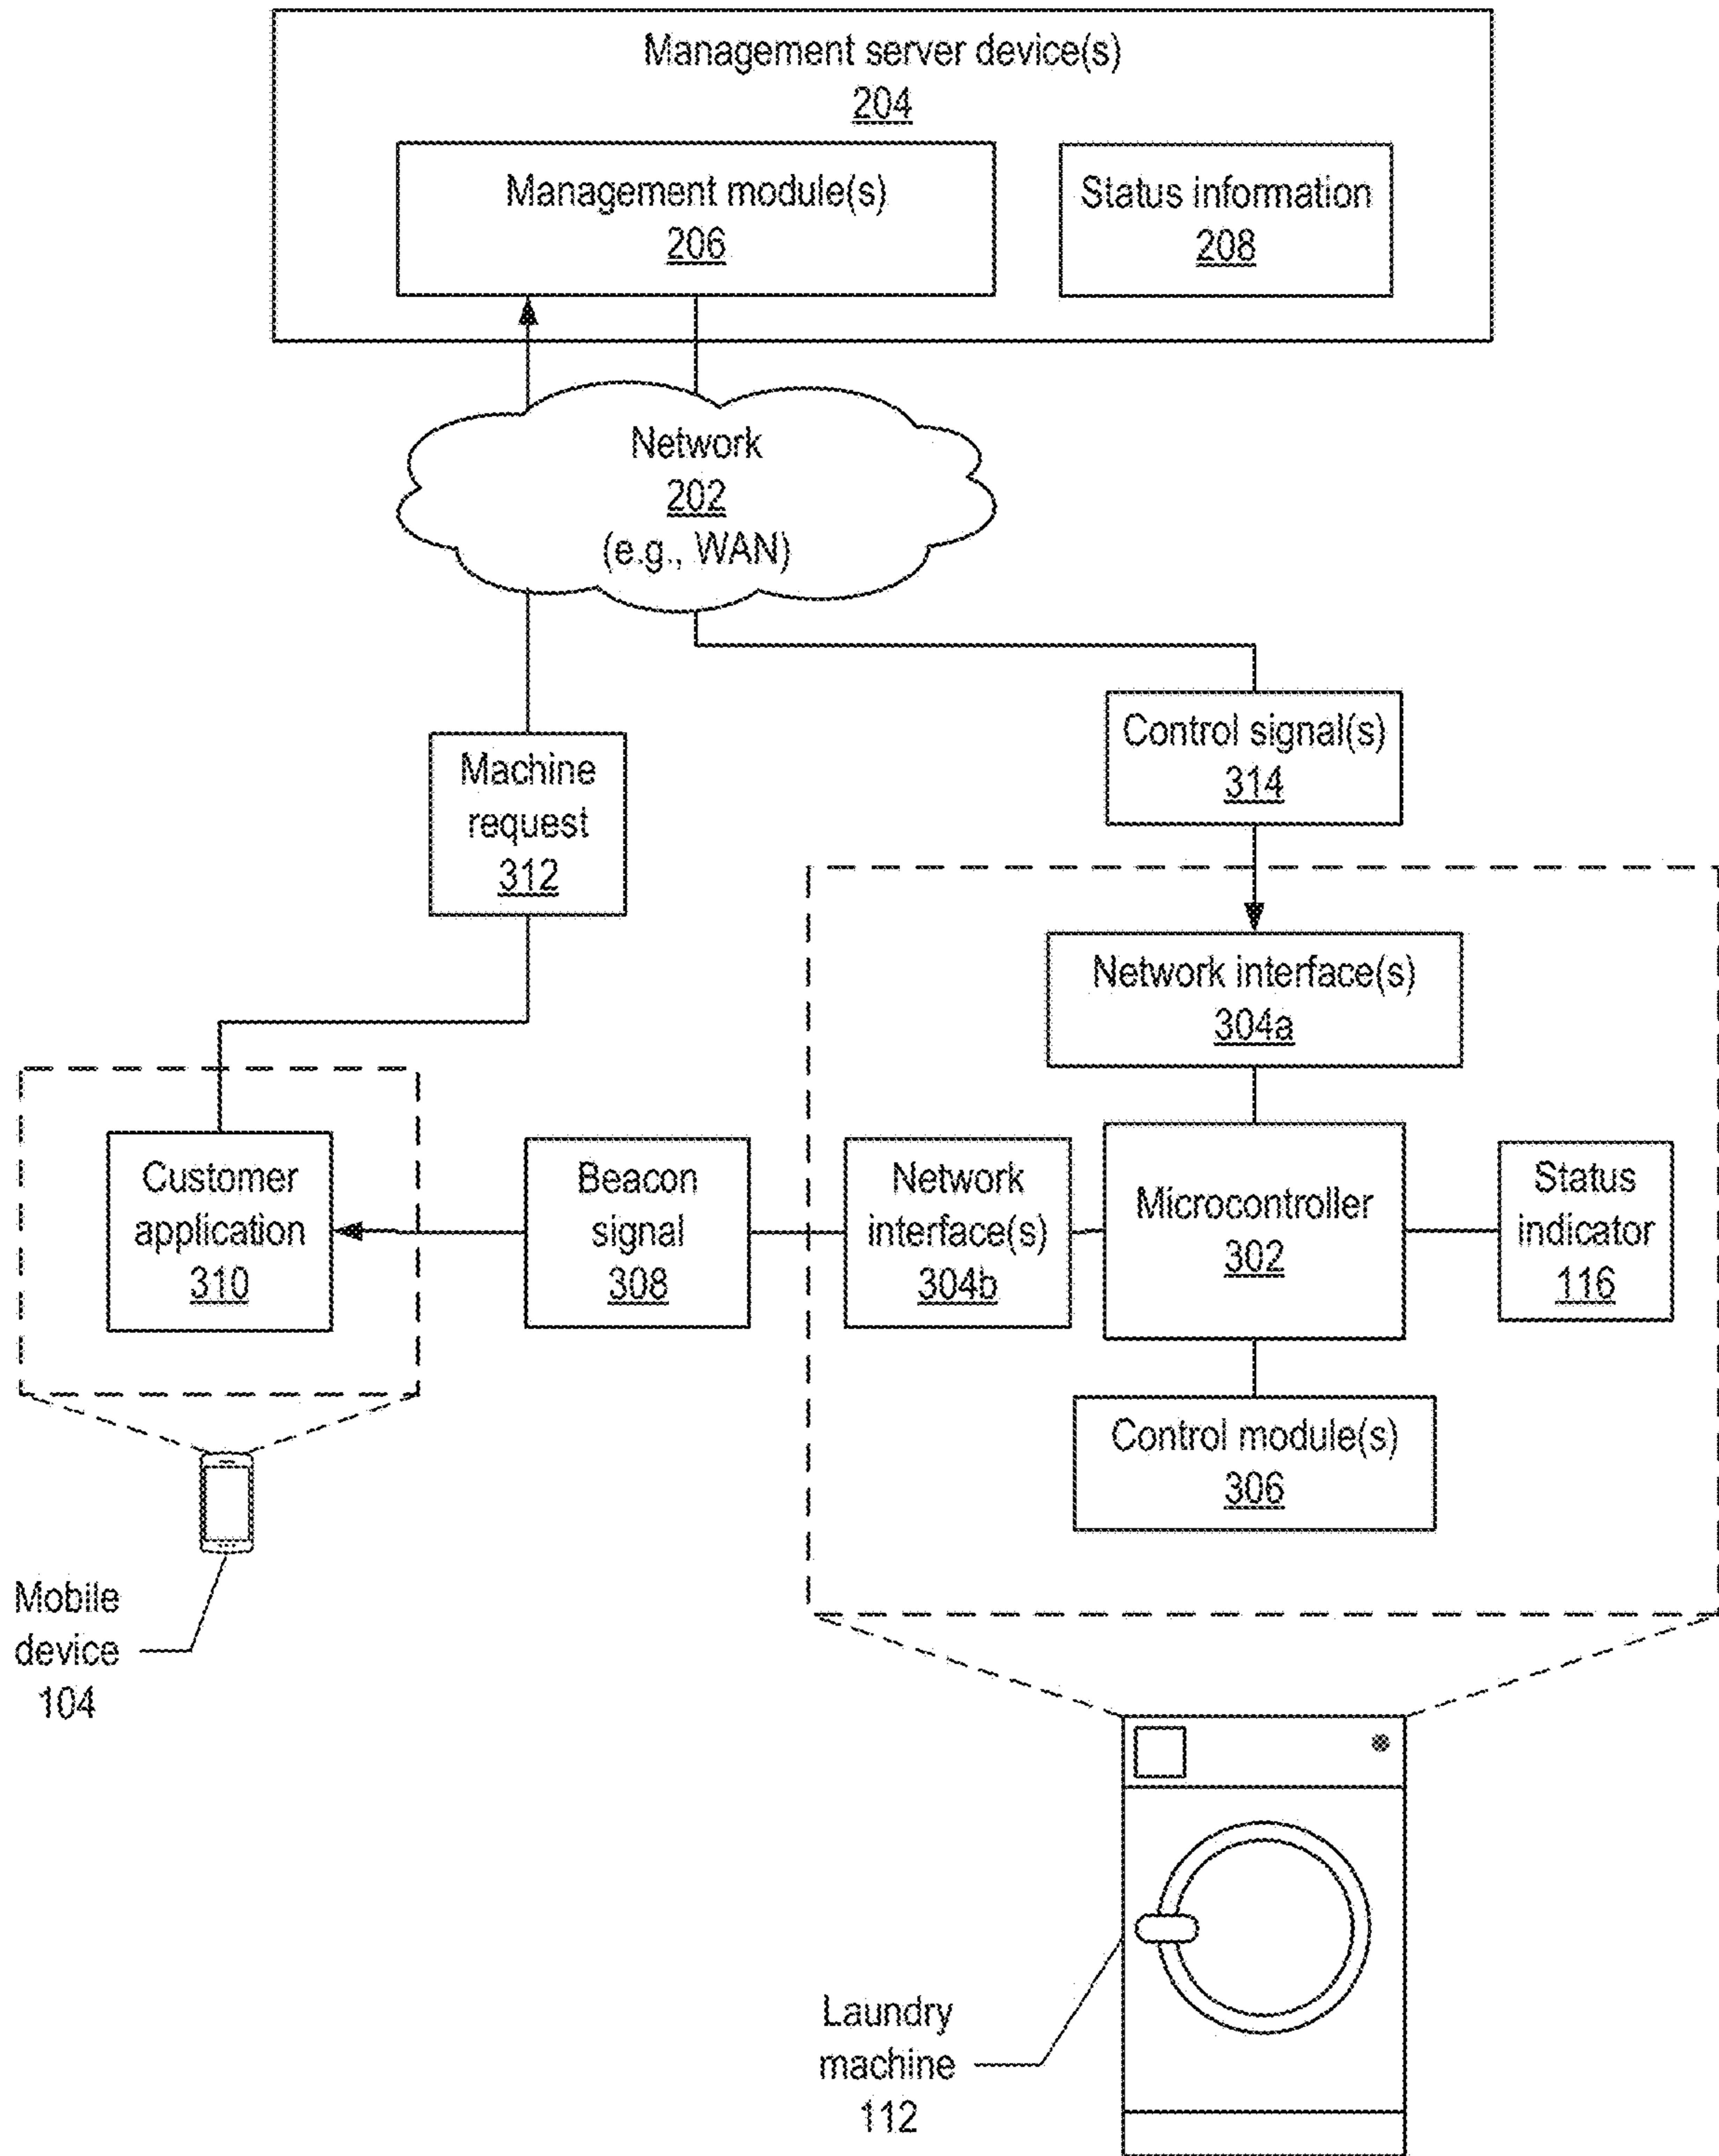 Management server device(s)
204
Management module(s)
206
Status information
208
Network
202
(e.g., WAN)
Control signal(s)
314
Machine
request
312
Network interface(s)
304a
Customer
application
310
Beacon
signal
308
Network
interface(s)
304b
Microcontroller
302
Status
indicator
116
Control module(s)
306
Mobile
device
104
Laundry
machine
112